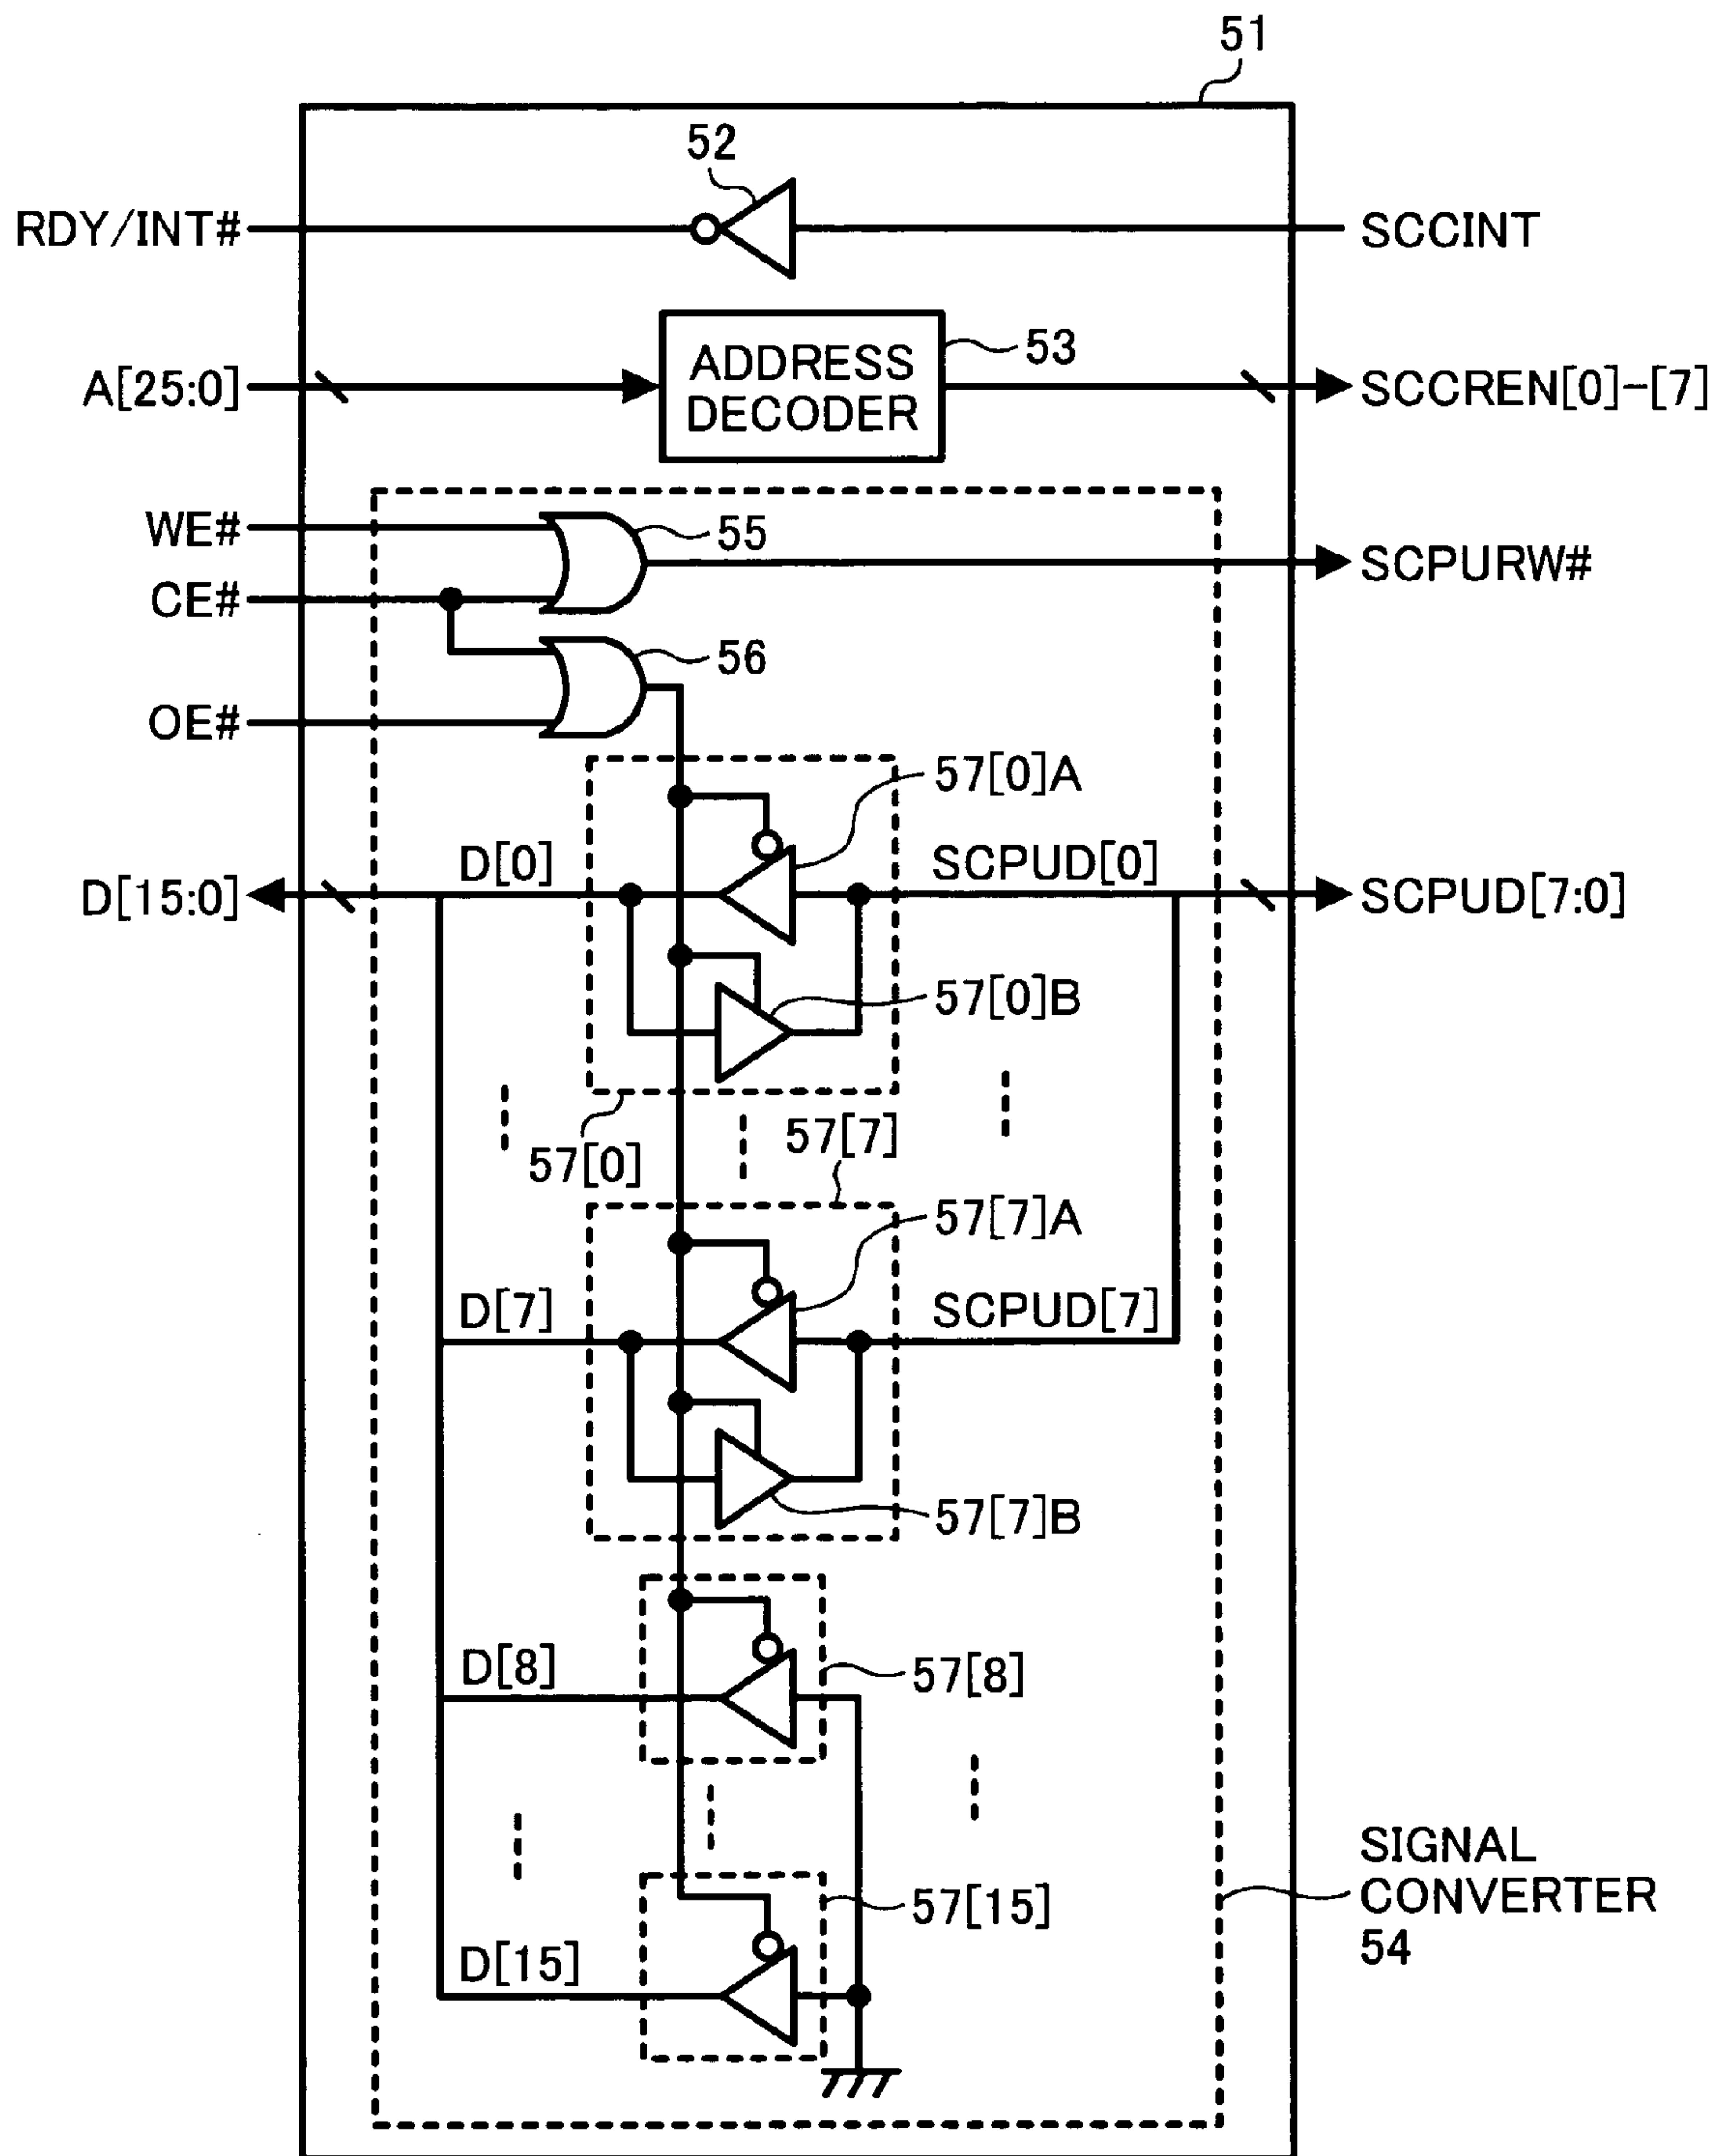 51
52
RDY/INT#
SCCINT
ADDRESS
DECODER
53
A[25:0]
SCCREN[0]-[7]
WE#
55
SCPURW#
CE#
56
OE#
57[0]A
D[0]
SCPUD[0]
D[15:0]
SCPUD[7:0]
57[0]B
57[0]
57[7]
57[7]A
D[7]
SCPUD[7]
57[7]B
D[8]
57[8]
57[15]
D[15]
SIGNAL
CONVERTER
54